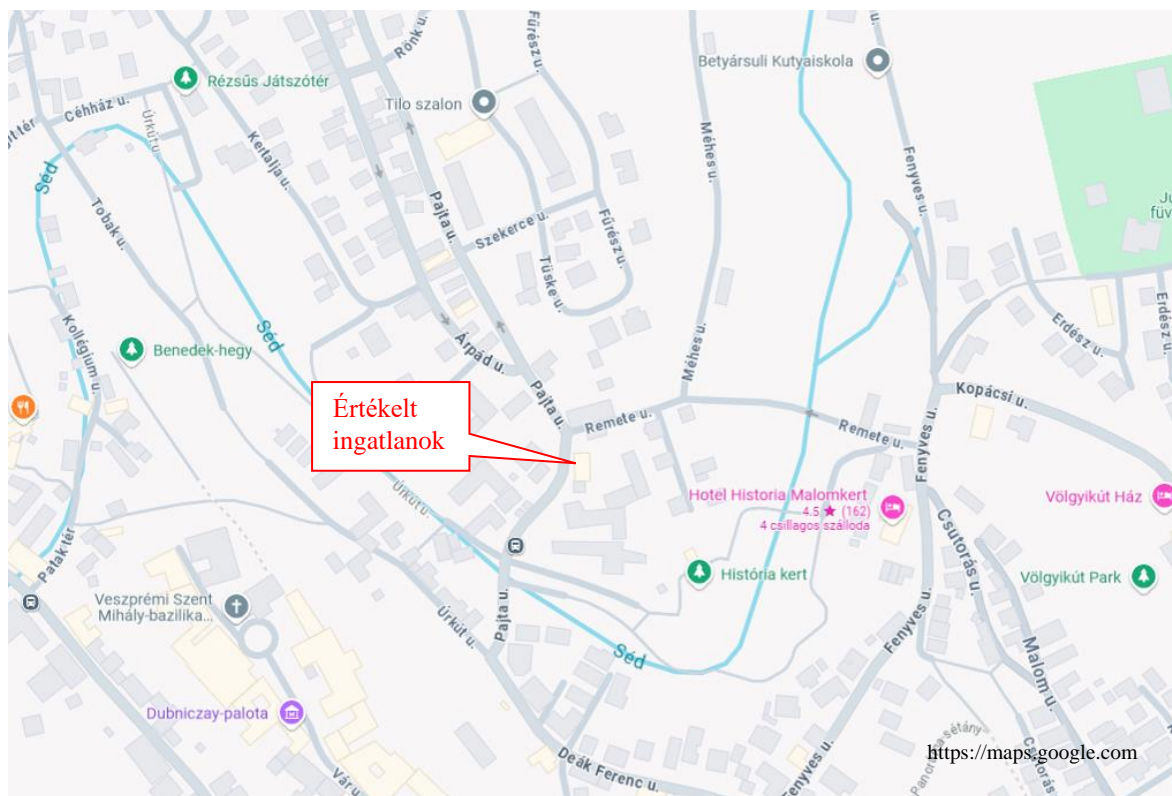 Rönk u.
Fűrész u.
Betyársuli Kutyaiskola
Rézsűs Játszótér
Tilo szalon
Céhház u.
Úrkút u.
Méhes u.
Fenyves u.
Séd
Kertalja u.
Pajta u.
Szekerce u.
Fűrész u.
Tobak u.
Tüske u.
Kollégium u.
Séd
Benedek-hegy
Árpád u.
Méhes u.
Erdész u.
Erdész u.
Pajta u.
Kopácsi u.
Értékelt
ingatlanok
Remete u.
Remete u.
Fenyves u.
Úrkút u.
Hotel Historia Malomkert
4.5 ★ (162)
4 csillagos szálloda
Völgyikút Ház
Csutorás u.
Patak tér
História kert
Völgyikút Park
Veszprémi Szent
Mihály-bazilika...
Pajta u.
Úrkút u.
Séd
Fenyves u.
Malom u.
Dubniczay-palota
Vár u.
Deák Ferenc u.
sétány
https://maps.google.com